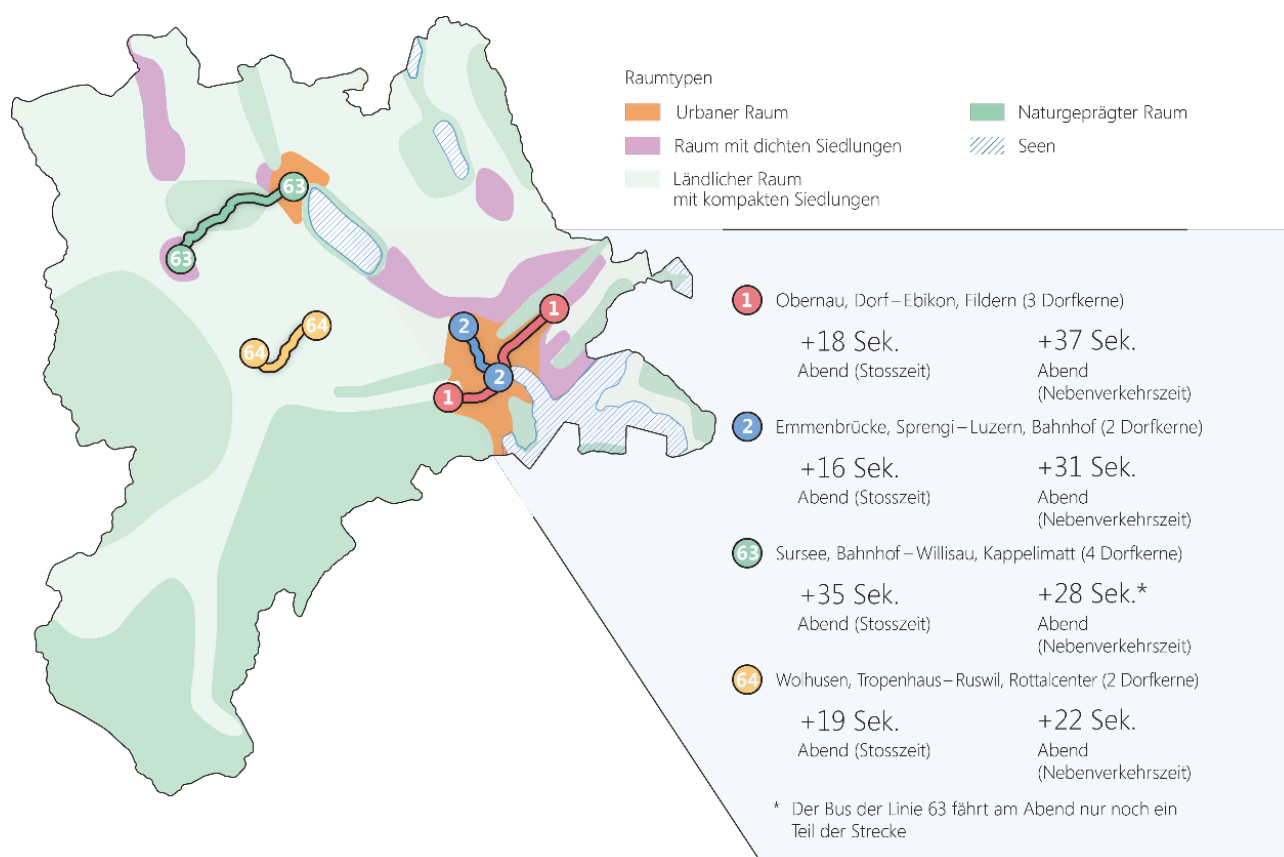 Raumtypen
Urbaner Raum
Raum mit dichten Siedlungen
Ländlicher Raum
mit kompakten Siedlungen
Naturgeprägter Raum
Seen
63
63
64
64
2
1
2
1
1 Obernau, Dorf – Ebikon, Fildern (3 Dorfkerne)
+18 Sek.
Abend (Stosszeit)
+37 Sek.
Abend
(Nebenverkehrszeit)
2 Emmenbrücke, Sprengi – Luzern, Bahnhof (2 Dorfkerne)
+16 Sek.
Abend (Stosszeit)
+31 Sek.
Abend
(Nebenverkehrszeit)
63 Sursee, Bahnhof – Willisau, Kappelimatt (4 Dorfkerne)
+35 Sek.
Abend (Stosszeit)
+28 Sek.*
Abend
(Nebenverkehrszeit)
64 Wolhusen, Tropenhaus – Ruswil, Rottalcenter (2 Dorfkerne)
+19 Sek.
Abend (Stosszeit)
+22 Sek.
Abend
(Nebenverkehrszeit)
* Der Bus der Linie 63 fährt am Abend nur noch ein
Teil der Strecke